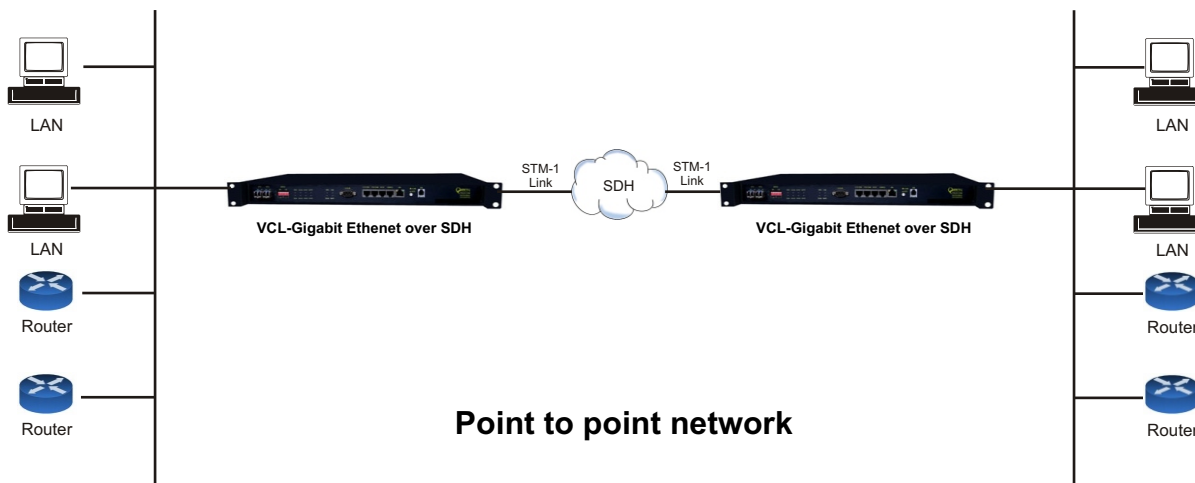 LAN
LAN
Router
Router
STM-1
Link
SDH
STM-1
Link
VCL-Gigabit Ethenet over SDH
VCL-Gigabit Ethenet over SDH
Point to point network
LAN
LAN
Router
Router